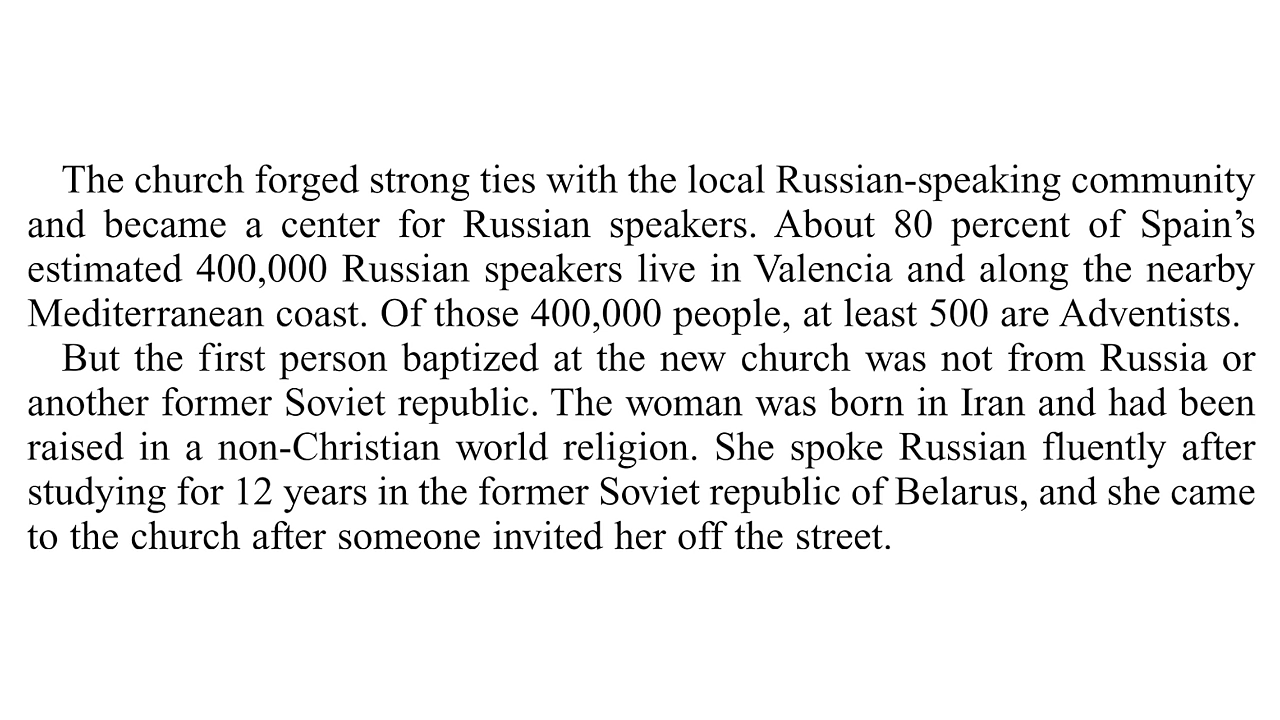 The church forged strong ties with the local Russian-speaking community
and became a center for Russian speakers. About 80 percent of Spain’s
estimated 400,000 Russian speakers live in Valencia and along the nearby
Mediterranean coast. Of those 400,000 people, at least 500 are Adventists.
But the first person baptized at the new church was not from Russia or
another former Soviet republic. The woman was born in Iran and had been
raised in a non-Christian world religion. She spoke Russian fluently after
studying for 12 years in the former Soviet republic of Belarus, and she came
to the church after someone invited her off the street.